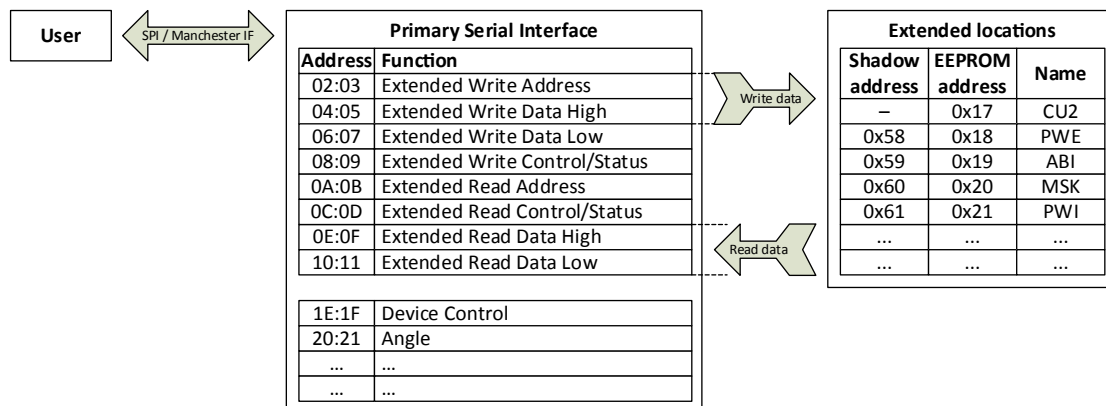 User
SPI / Manchester IF
Primary Serial Interface
Address Function
02:03 Extended Write Address
04:05 Extended Write Data High
06:07 Extended Write Data Low
08:09 Extended Write Control/Status
0A:0B Extended Read Address
0C:0D Extended Read Control/Status
0E:0F Extended Read Data High
10:11 Extended Read Data Low
1E:1F Device Control
20:21 Angle
... ...
... ...
Write data
Read data
Extended locations
Shadow address EEPROM address Name
– 0x17 CU2
0x58 0x18 PWE
0x59 0x19 ABI
0x60 0x20 MSK
0x61 0x21 PWI
... ... ...
... ... ...